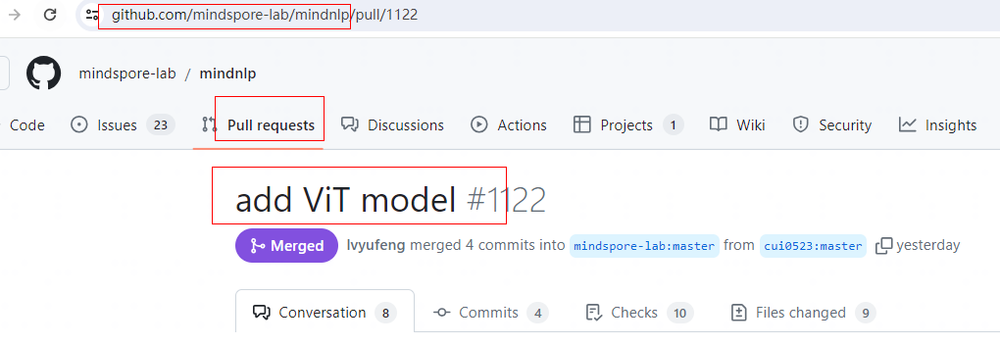 github.com/mindspore-lab/mindnlp/pull/1122
mindspore-lab / mindnlp
Code Issues 23 Pull requests Discussions Actions Projects 1 Wiki Security Insights
add ViT model #1122
Merged lvyufeng merged 4 commits into mindspore-lab:master from cui0523:master yesterday
Conversation 8 Commits 4 Checks 10 Files changed 9